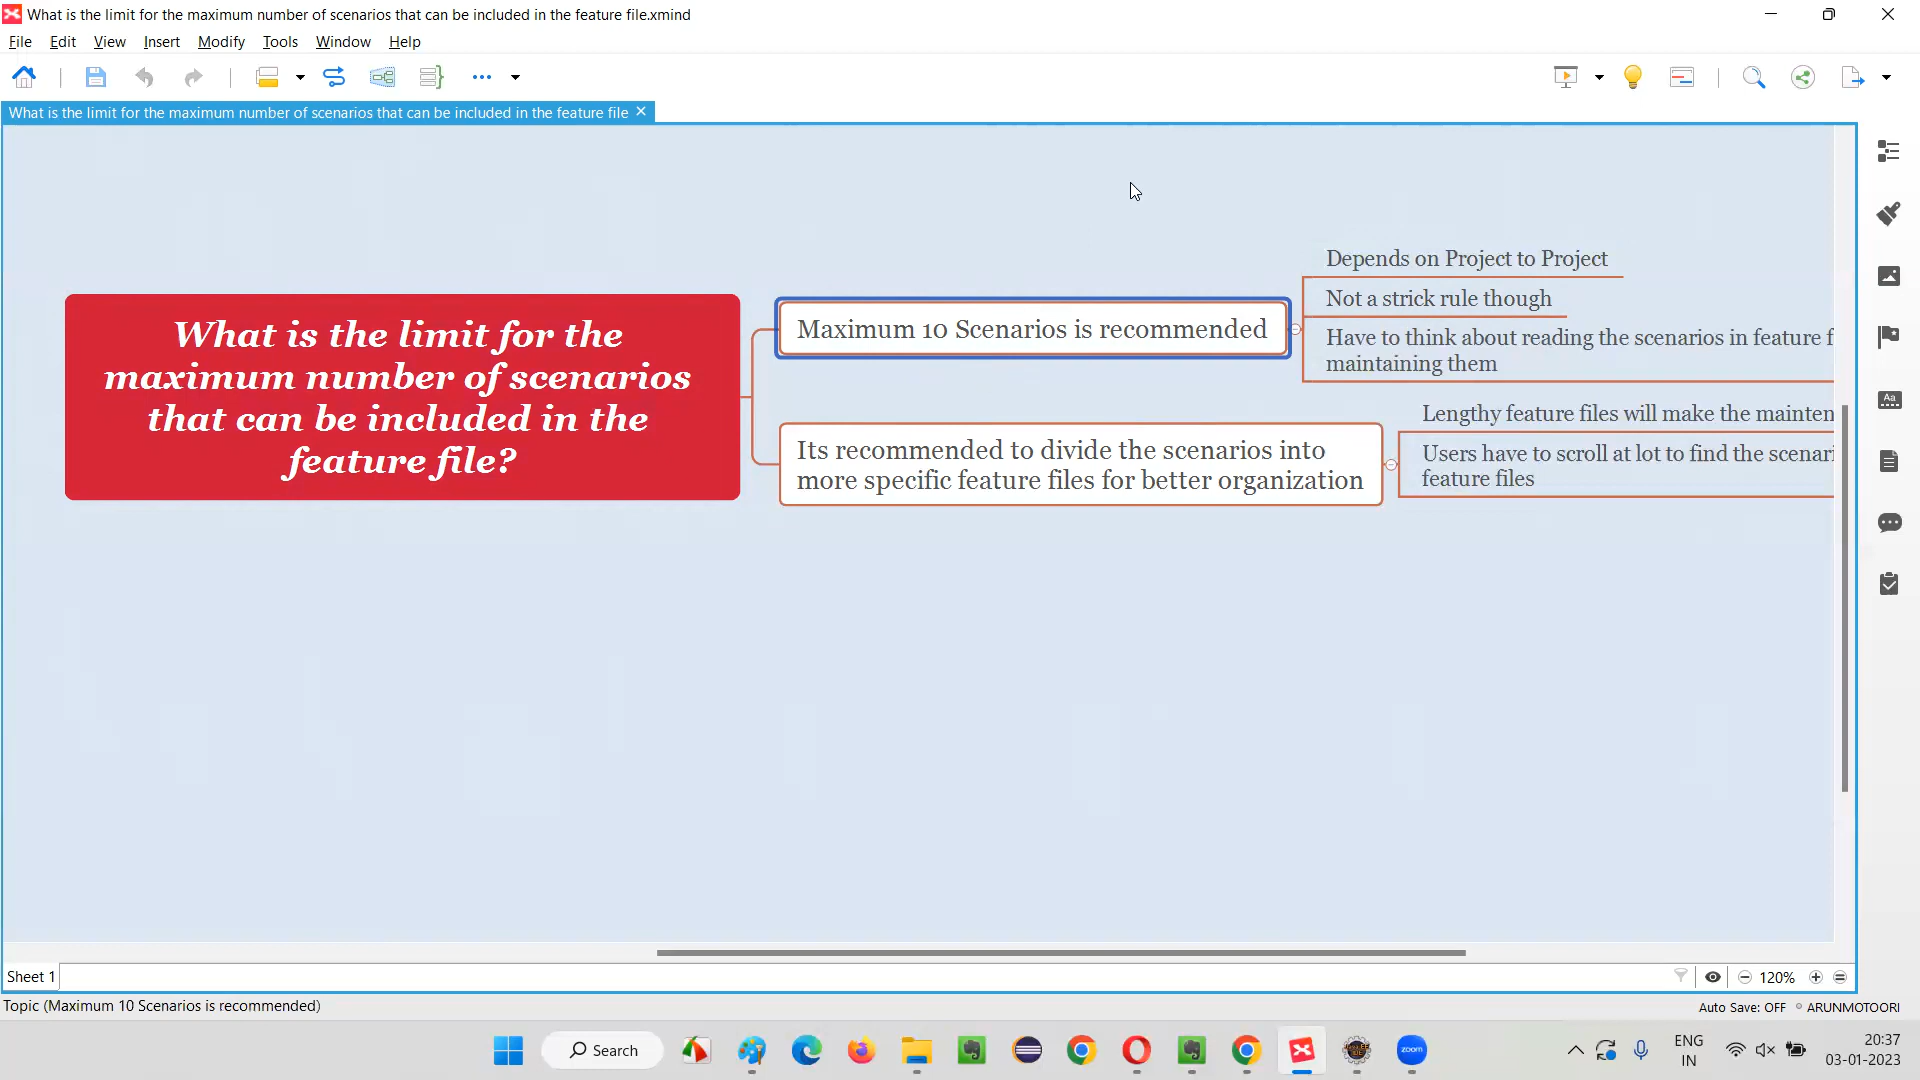 What is the limit for the maximum number of scenarios that can be included in the feature file.xmind
File Edit View Insert Modify Tools Window Help
What is the limit for the maximum number of scenarios that can be included in the feature file
What is the limit for the
maximum number of scenarios
that can be included in the
feature file?
Maximum 10 Scenarios is recommended
Depends on Project to Project
Not a strick rule though
Have to think about reading the scenarios in feature f
maintaining them
Its recommended to divide the scenarios into
more specific feature files for better organization
Lengthy feature files will make the mainten
Users have to scroll at lot to find the scenari
feature files
Aa
Sheet 1
120%
Topic (Maximum 10 Scenarios is recommended)
Auto Save: OFF ARUNMOTOORI
Search
zoom
ENG
IN
20:37
03-01-2023